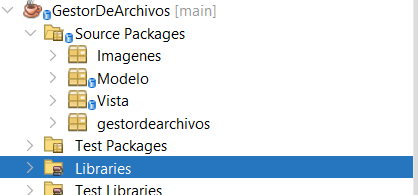 GestorDeArchivos [main]
Source Packages
Imagenes
Modelo
Vista
gestordearchivos
Test Packages
Libraries
Test Libraries